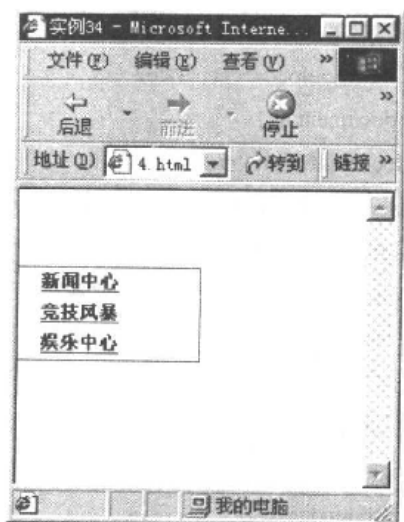 实例34 - Microsoft Interne...
文件(F) 编辑(E) 查看(V) »
后退 前进 停止 »
地址(D) 4.html 转到 链接 »
新闻中心
竞技风暴
娱乐中心
我的电脑